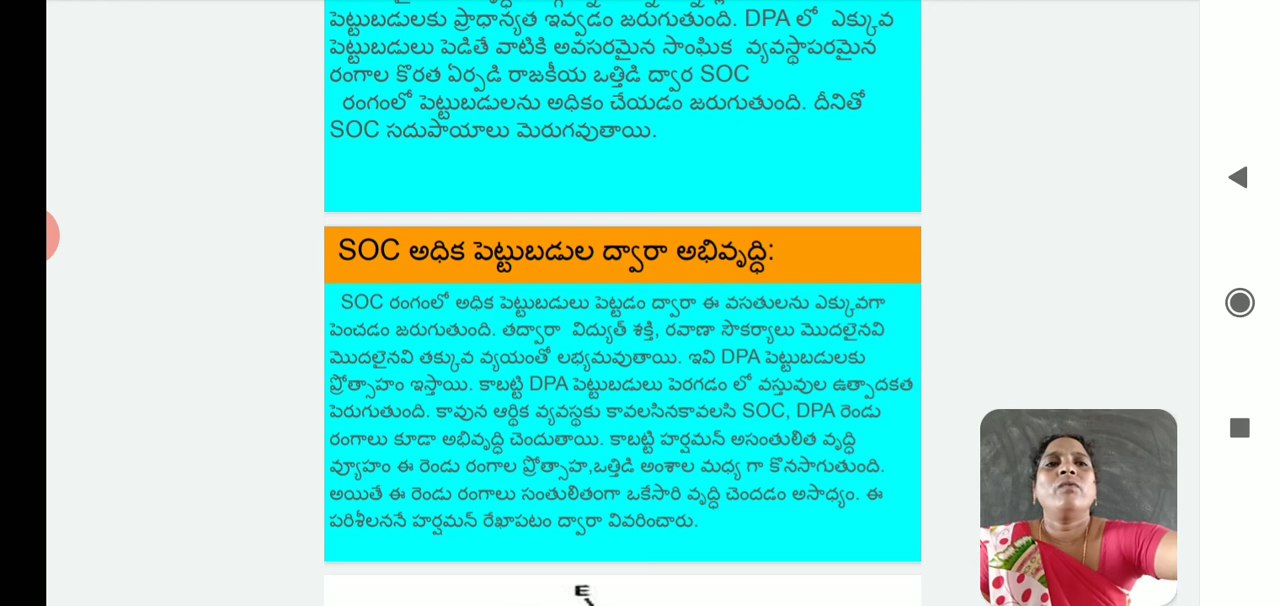 పెట్టుబడులకు ప్రాధాన్యత ఇవ్వడం జరుగుతుంది. DPA లో ఎక్కువ
పెట్టుబడులు పెడితే వాటికి అవసరమైన సాంఘిక వ్యవస్థాపరమైన
రంగాల కొరత ఏర్పడి రాజకీయ ఒత్తిడి ద్వార SOC
రంగంలో పెట్టుబడులను అధికం చేయడం జరుగుతుంది. దీనితో
SOC సదుపాయాలు మెరుగవుతాయి.
SOC అధిక పెట్టుబడుల ద్వారా అభివృద్ధి:
SOC రంగంలో అధిక పెట్టుబడులు పెట్టడం ద్వారా ఈ వసతులను ఎక్కువగా
పెంచడం జరుగుతుంది. తద్వారా విద్యుత్ శక్తి, రవాణా సౌకర్యాలు మొదలైనవి
మొదలైనవి తక్కువ వ్యయంతో లభ్యమవుతాయి. ఇవి DPA పెట్టుబడులకు
ప్రోత్సాహం ఇస్తాయి. కాబట్టి DPA పెట్టుబడులు పెరగడం లో వస్తువుల ఉత్పాదకత
పెరుగుతుంది. కావున ఆర్థిక వ్యవస్థకు కావలసినకావలసి SOC, DPA రెండు
రంగాలు కూడా అభివృద్ధి చెందుతాయి. కాబట్టి హర్షమన్ అసంతులిత వృద్ధి
వ్యూహం ఈ రెండు రంగాల ప్రోత్సాహ,ఒత్తిడి అంశాల మధ్య గా కొనసాగుతుంది.
అయితే ఈ రెండు రంగాలు సంతులితంగా ఒకేసారి వృద్ధి చెందడం అసాధ్యం. ఈ
పరిశీలననే హర్షమన్ రేఖాపటం ద్వారా వివరించారు.
E